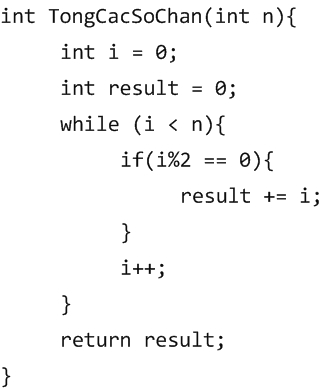 int TongCacSoChan(int n){
int i = 0;
int result = 0;
while (i < n){
if(i%2 == 0){
result += i;
}
i++;
}
return result;
}